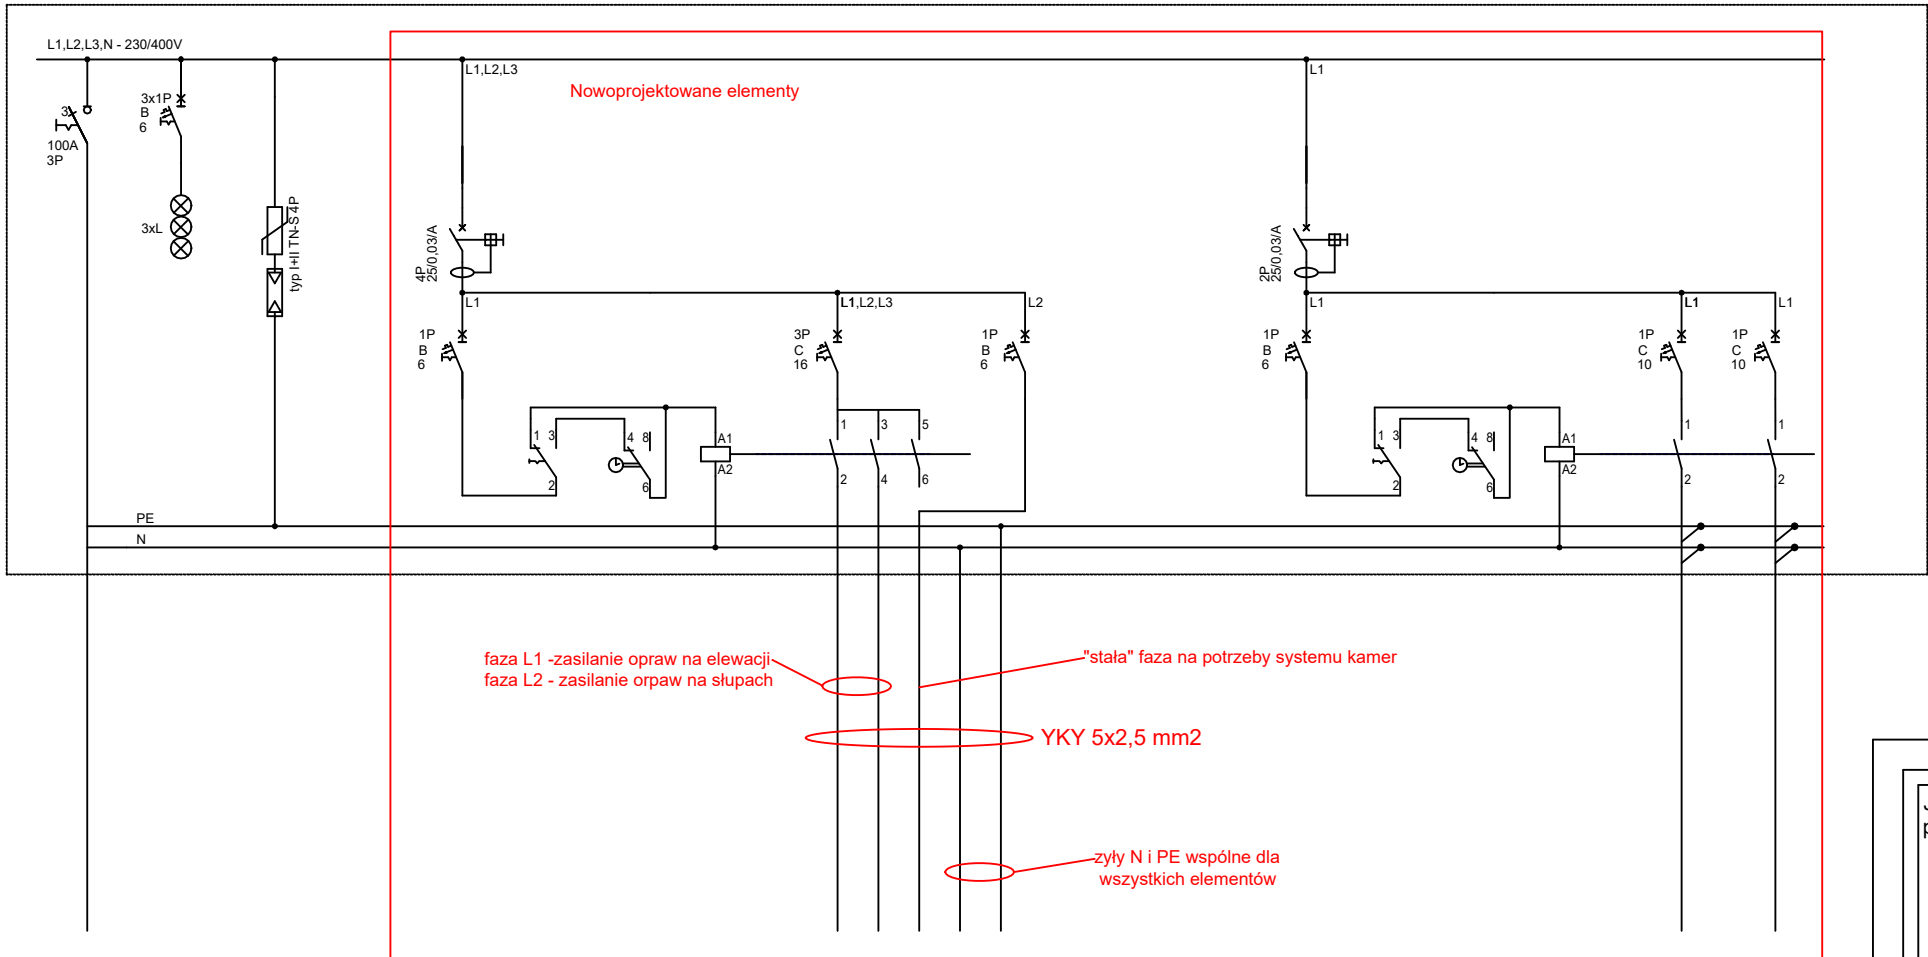 L1,L2,L3,N - 230/400V
3
100A
3P
3x1P
B
6
3xL
typ I+II TN-S 4P
Nowoprojektowane elementy
L1,L2,L3
4P
25/0,03/A
L1
L1,L2,L3
L2
1P
B
6
3P
C
16
1P
B
6
1 3
2
4 8
6
A1
A2
1
3
5
2
4
6
L1
2P
25/0,03/A
L1
L1
L1
1P
B
6
1P
C
10
1P
C
10
1 3
2
4 8
6
A1
A2
1
1
2
2
PE
N
faza L1 -zasilanie opraw na elewacji
faza L2 - zasilanie orpaw na słupach
"stała" faza na potrzeby systemu kamer
YKY 5x2,5 mm2
zyły N i PE wspólne dla
wszystkich elementów